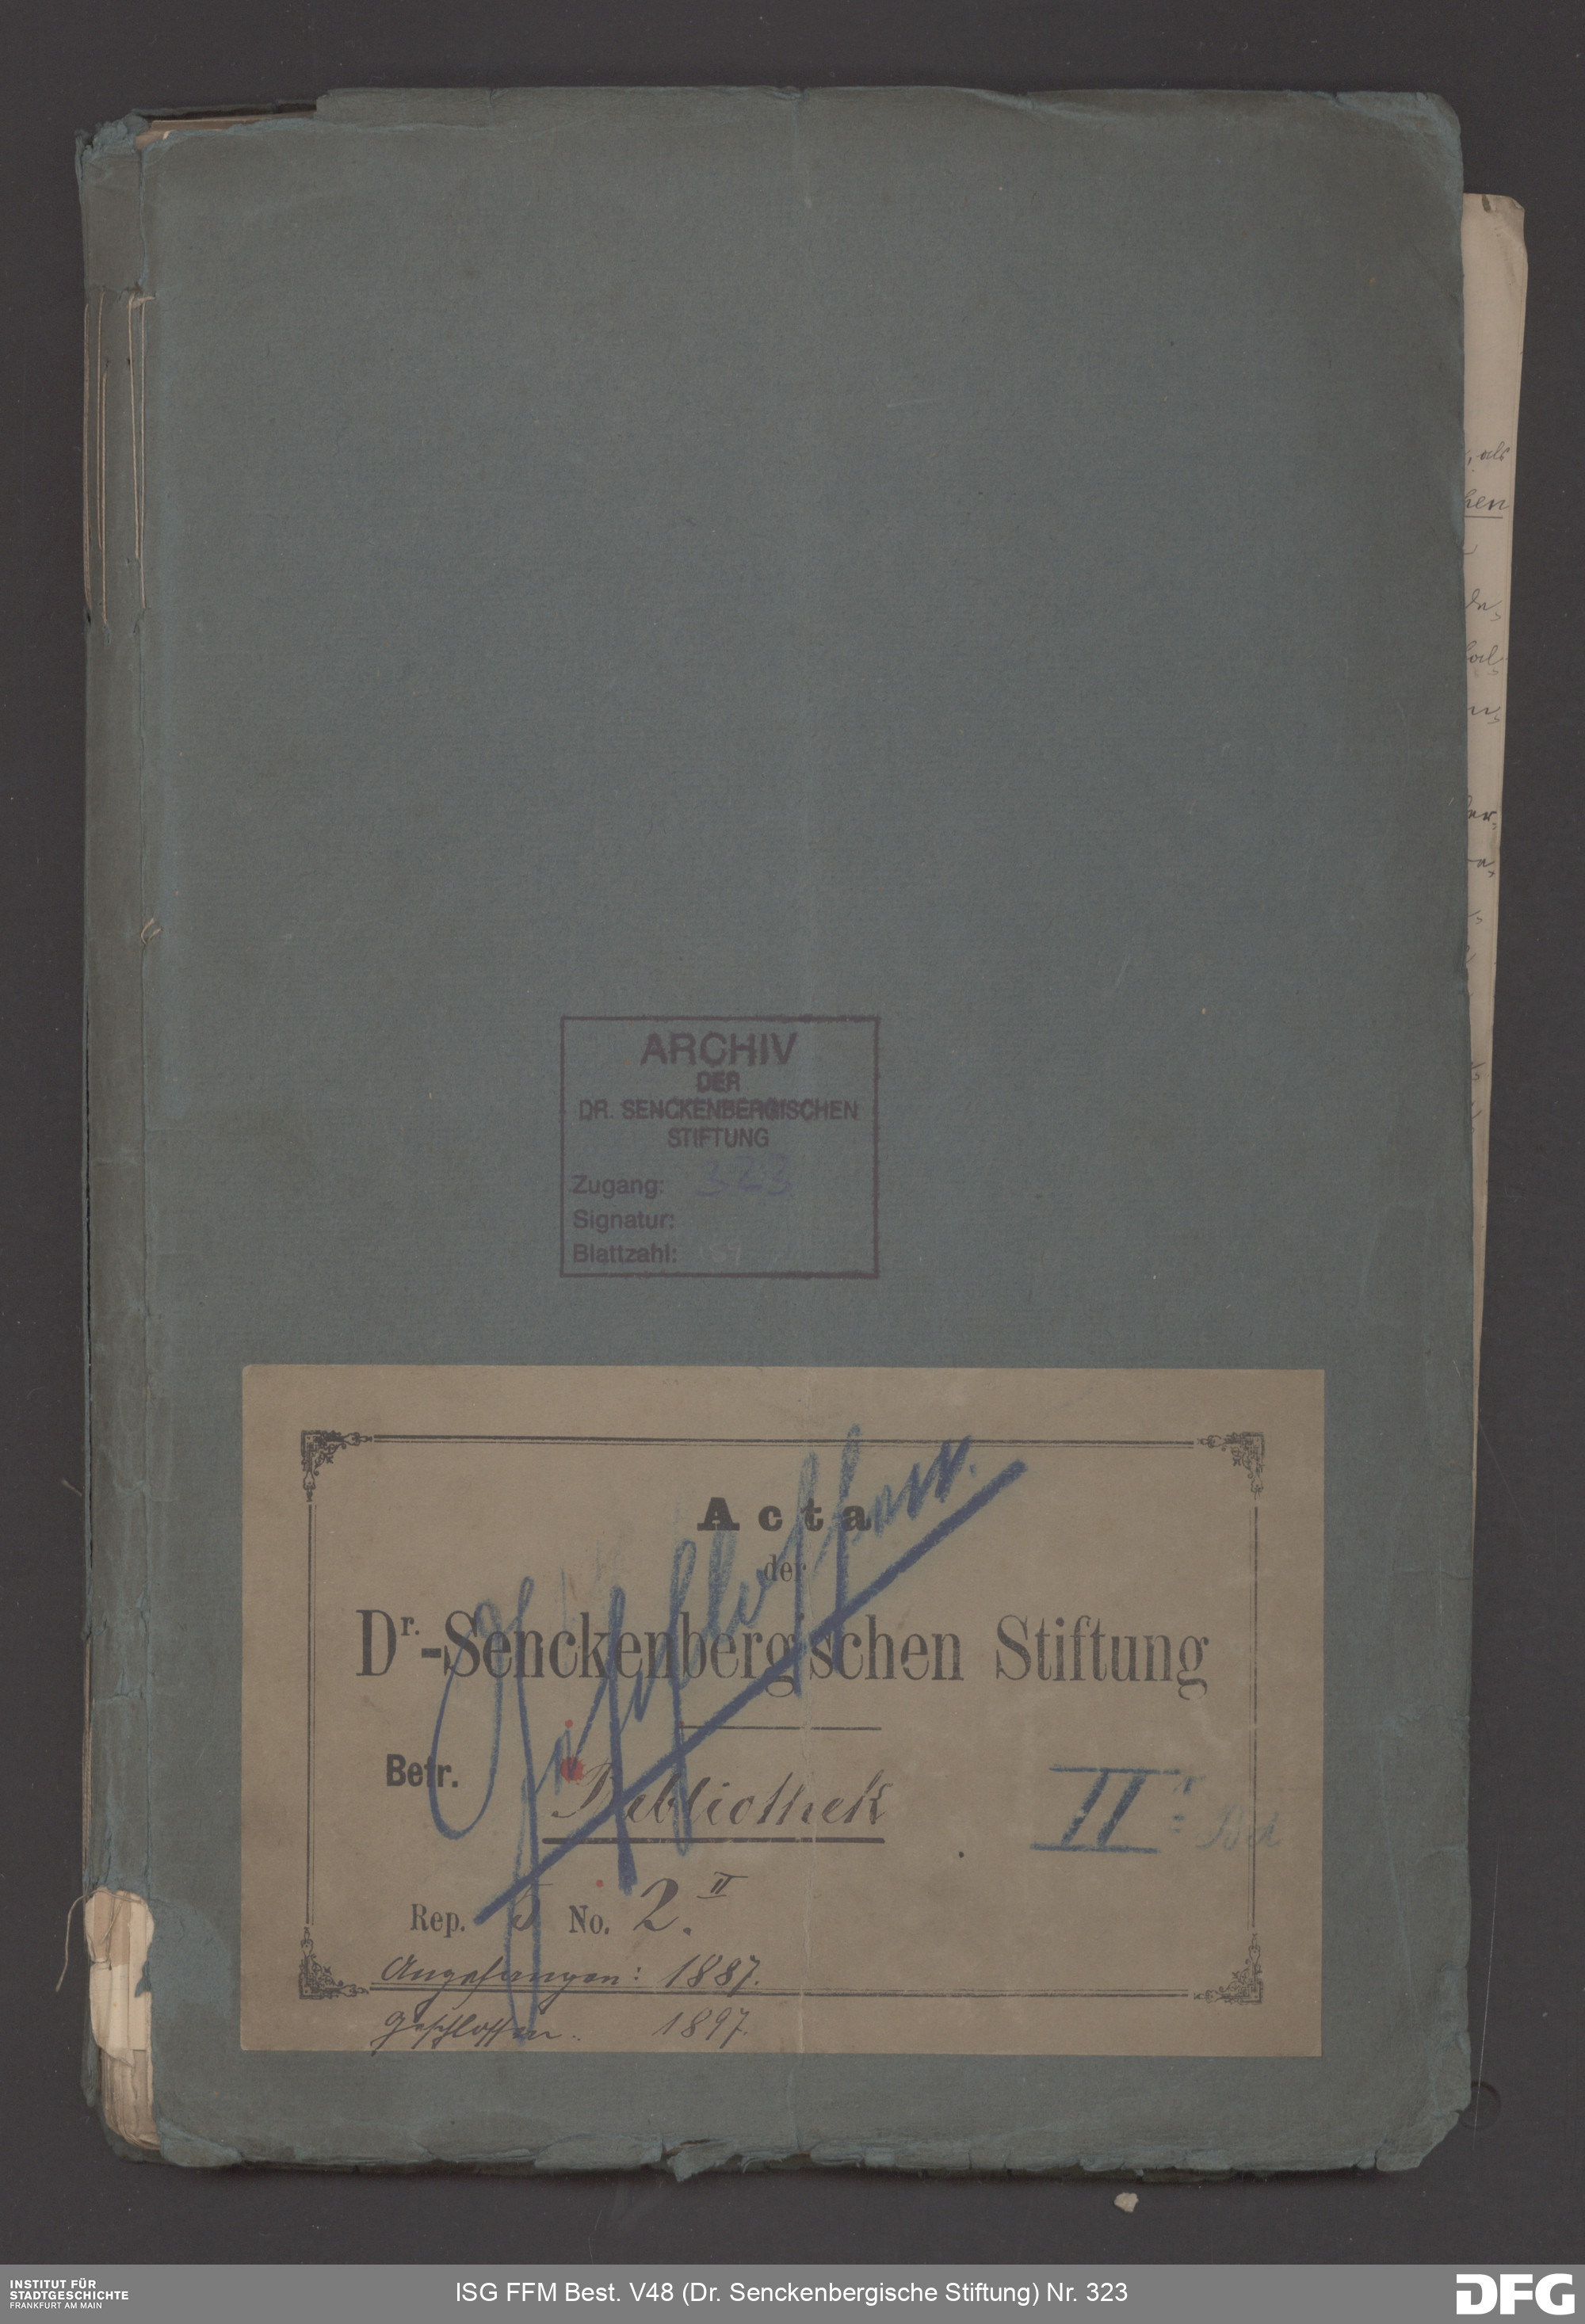 , als
hen
ARCHIV
DER
DR. SENCKENBERGISCHEN
STIFTUNG
Zugang: 323
Signatur:
Blattzahl:
Acta
der
Dr.-Senckenbergischen Stiftung
Geschlossen.
Betr. Bibliothek
II Bd
Rep. 5 No. 2. II
Angefangen: 1887.
Geschlossen: 1897.
INSTITUT FÜR
STADTGESCHICHTE
FRANKFURT AM MAIN
ISG FFM Best. V48 (Dr. Senckenbergische Stiftung) Nr. 323
DFG